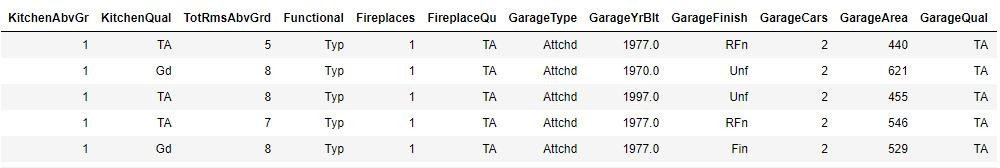 KitchenAbvGr KitchenQual TotRmsAbvGrd Functional Fireplaces FireplaceQu GarageType GarageYrBlt GarageFinish GarageCars GarageArea GarageQual
1 TA 5 Typ 1 TA Attchd 1977.0 RFn 2 440 TA
1 Gd 8 Typ 1 TA Attchd 1970.0 Unf 2 621 TA
1 TA 8 Typ 1 TA Attchd 1997.0 Unf 2 455 TA
1 TA 7 Typ 1 TA Attchd 1977.0 RFn 2 546 TA
1 Gd 8 Typ 1 TA Attchd 1977.0 Fin 2 529 TA